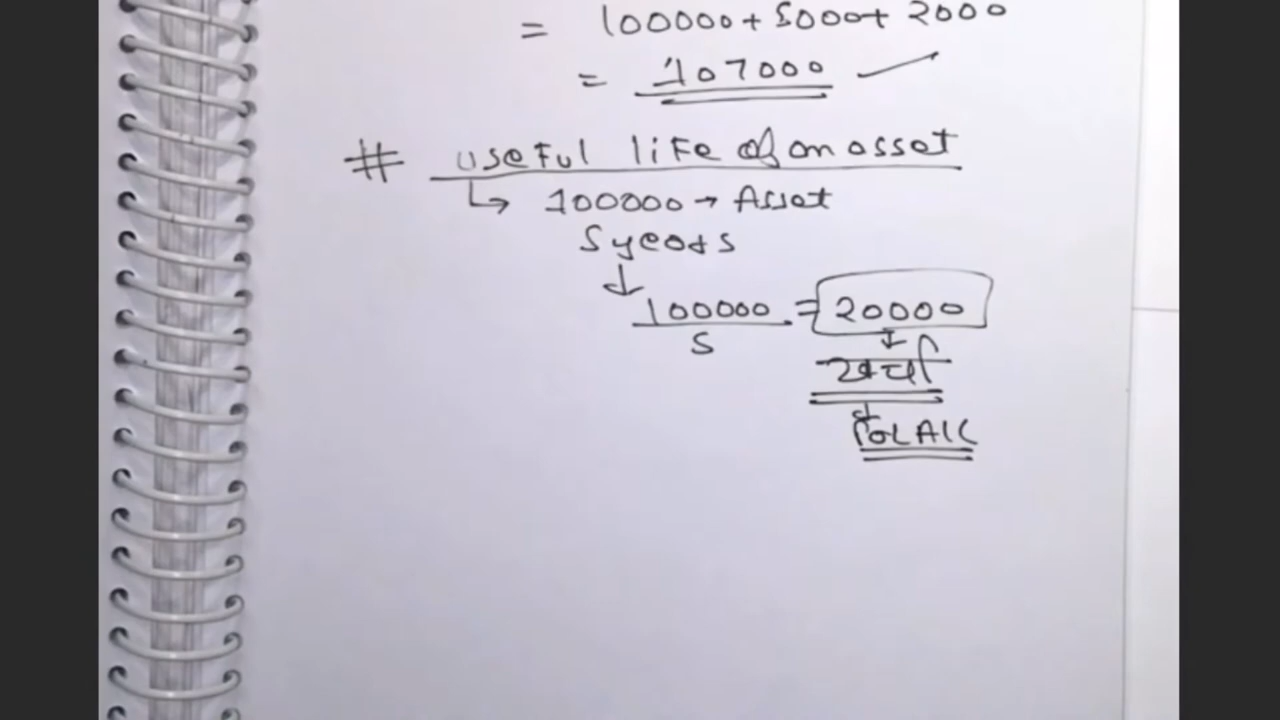 = 100000 + 5000 + 2000
= 107000 ✓
# Useful life of an asset
↳ 100000 → Asset
5 years
↓
100000 = 20000
5
↓
खर्चा
↓
P&L A/C